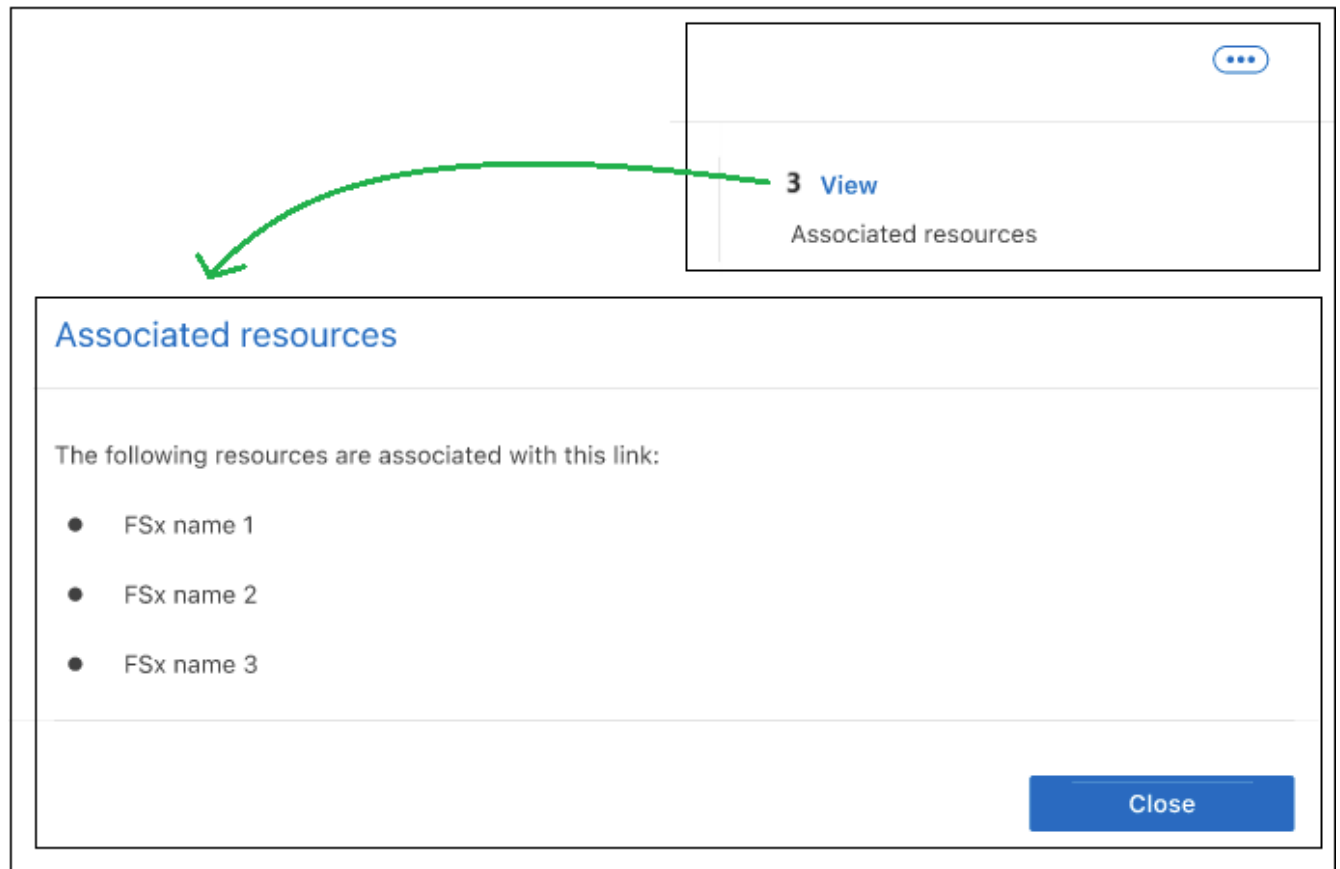 3 View
Associated resources
Associated resources
The following resources are associated with this link:
● FSx name 1
● FSx name 2
● FSx name 3
Close